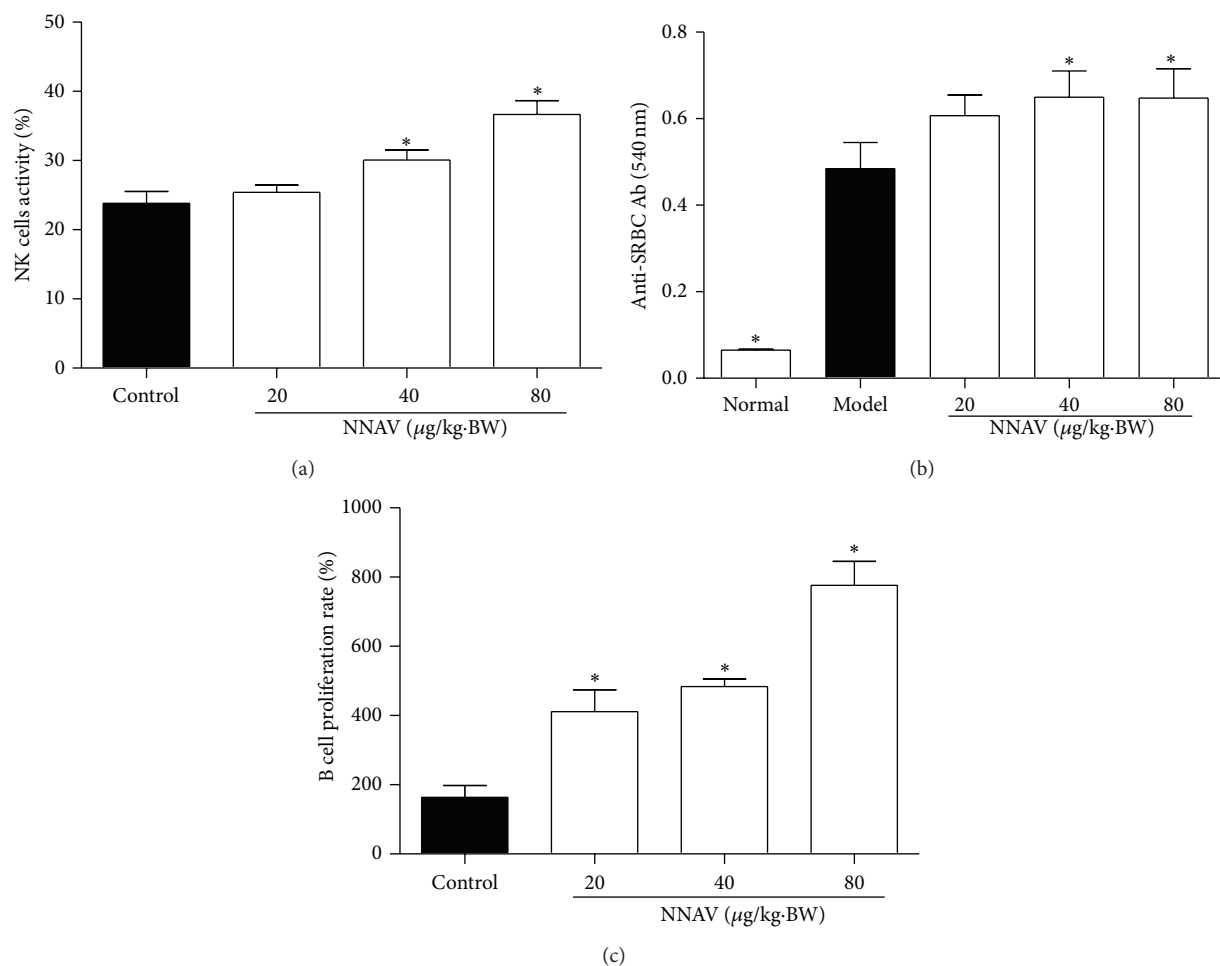 50
40
30
20
10
0
NK cells activity (%)
*
*
Control
20
40
80
NNAV (μg/kg·BW)
(a)
0.8
0.6
0.4
0.2
0.0
Anti-SRBC Ab (540 nm)
*
*
*
Normal
Model
20
40
80
NNAV (μg/kg·BW)
(b)
1000
800
600
400
200
0
B cell proliferation rate (%)
*
*
*
Control
20
40
80
NNAV (μg/kg·BW)
(c)